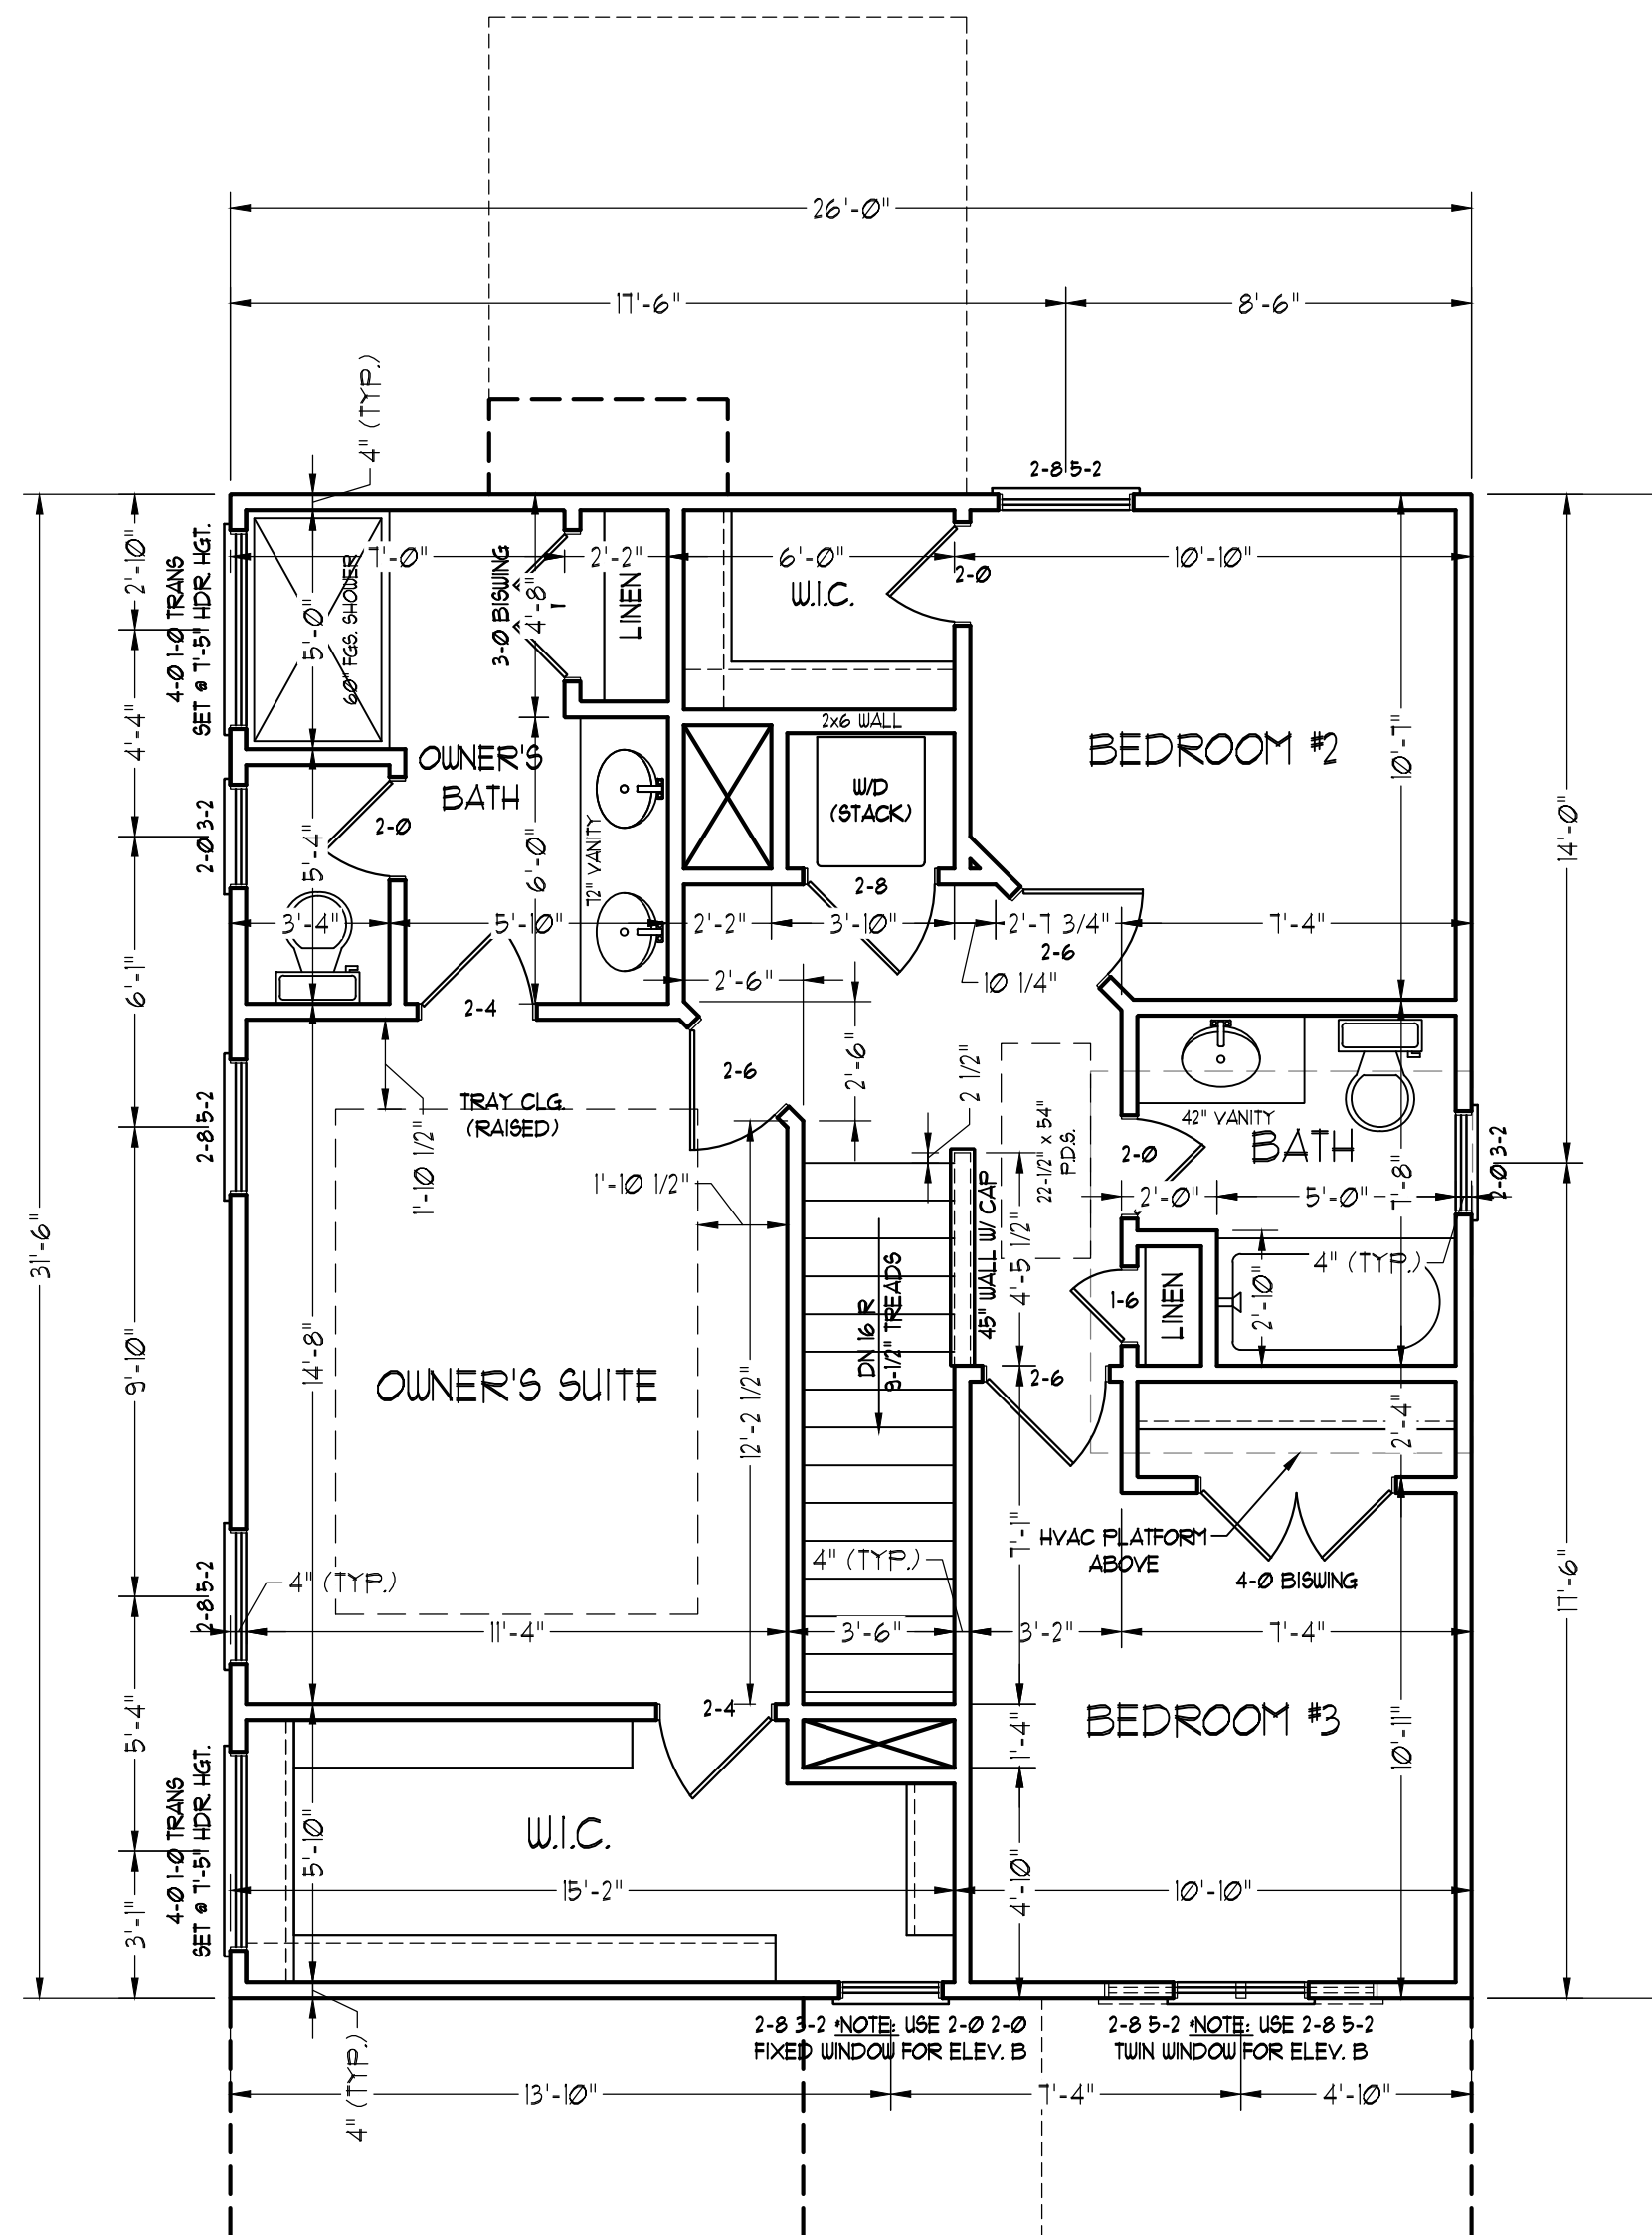 26'-0"
17'-6"
8'-6"
4" (TYP.)
2-8 5-2
2'-10"
4-0 1-0 TRANS
SET @ 7'-5" HDR. HGT.
7'-0"
3-0 BISWING
4'-8"
2'-2"
6'-0"
2-0
10'-10"
5'-0"
60" FGS. SHOWER
LINEN
W.I.C.
4'-4"
2x6 WALL
OWNER'S
BATH
BEDROOM #2
10'-7"
W/D
(STACK)
2-0 3-2
2-0
5'-4"
6'-0"
72" VANITY
14'-0"
2-8
3'-4"
5'-10"
2'-2"
3'-10"
2'-7 3/4"
7'-4"
2-6
6'-1"
2'-6"
10 1/4"
2-4
2-6
2'-6"
2 1/2"
TRAY CLG.
(RAISED)
1'-10 1/2"
2-8 5-2
22-1/2" x 54"
P.D.S.
42" VANITY
BATH
2-0
2-0 3-2
1'-10 1/2"
2'-0"
5'-0"
7'-8"
31'-6"
45" WALL W/ CAP
4'-5 1/2"
4" (TYP.)
DN 16 R
9-1/2" TREADS
1-6
LINEN
2'-10"
9'-10"
14'-8"
OWNER'S SUITE
12'-2 1/2"
2-6
2'-4"
7'-1"
HVAC PLATFORM
ABOVE
4-0 BISWING
17'-6"
2-8 5-2
4" (TYP.)
4" (TYP.)
11'-4"
3'-6"
3'-2"
7'-4"
5'-4"
2-4
1'-4"
BEDROOM #3
10'-11"
4-0 1-0 TRANS
SET @ 7'-5" HDR. HGT.
5'-10"
W.I.C.
4'-10"
3'-1"
15'-2"
10'-10"
2-8 3-2 *NOTE: USE 2-0 2-0
FIXED WINDOW FOR ELEV. B
2-8 5-2 *NOTE: USE 2-8 5-2
TWIN WINDOW FOR ELEV. B
4" (TYP.)
13'-10"
7'-4"
4'-10"